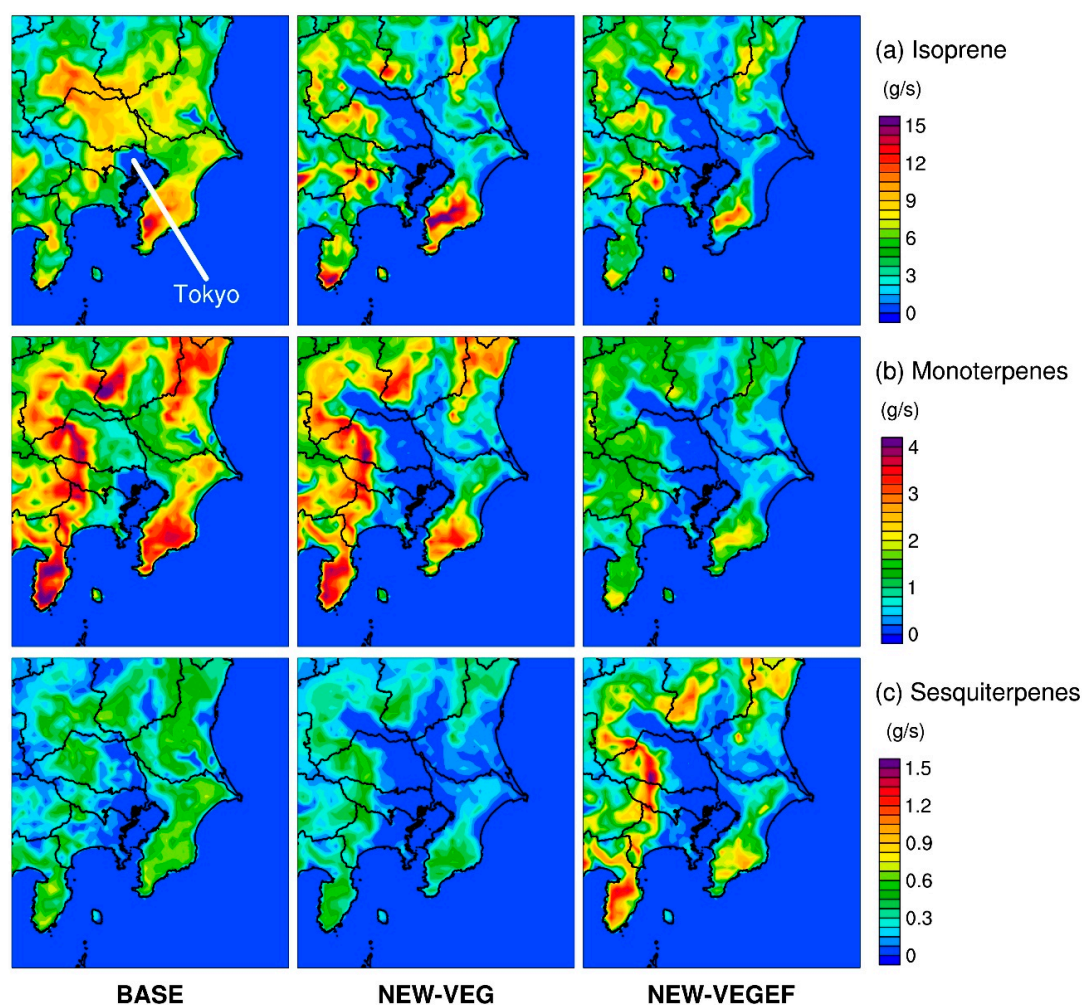 (a) Isoprene
(g/s)
15
12
9
6
3
0
Tokyo
(b) Monoterpenes
(g/s)
4
3
2
1
0
(c) Sesquiterpenes
(g/s)
1.5
1.2
0.9
0.6
0.3
0
BASE NEW-VEG NEW-VEGEF